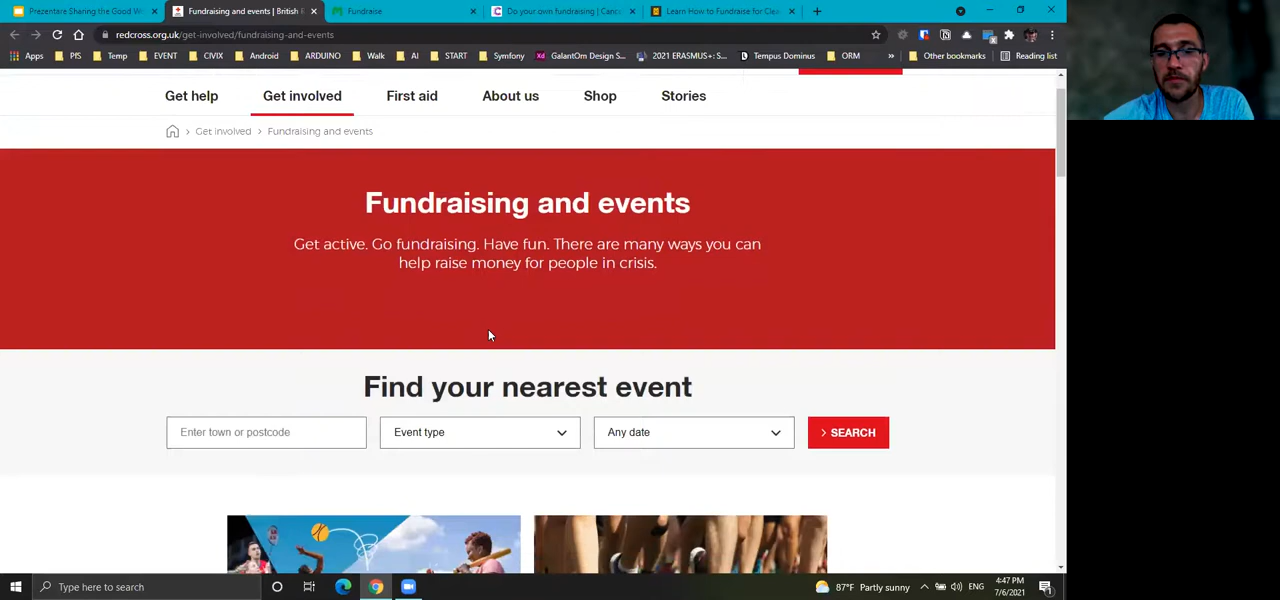 Prezentare Sharing the Good W
Fundraising and events | British R
Fundraise
Do your own fundraising | Canc
Learn How to Fundraise for Clea
redcross.org.uk/get-involved/fundraising-and-events
Apps PfS Temp EVENT CIVIX Android ARDUINO Walk AI START Symfony GalantOm Design S... 2021 ERASMUS+: S... Tempus Dominus ORM » Other bookmarks Reading list
Get help Get involved First aid About us Shop Stories
Get involved > Fundraising and events
Fundraising and events
Get active. Go fundraising. Have fun. There are many ways you can
help raise money for people in crisis.
Find your nearest event
Enter town or postcode Event type Any date SEARCH
Type here to search
87°F Partly sunny ENG
4:47 PM
7/6/2021